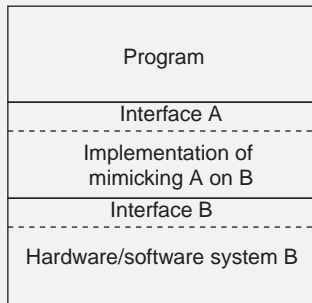 Program
Interface A
Implementation of
mimicking A on B
Interface B
Hardware/software system B